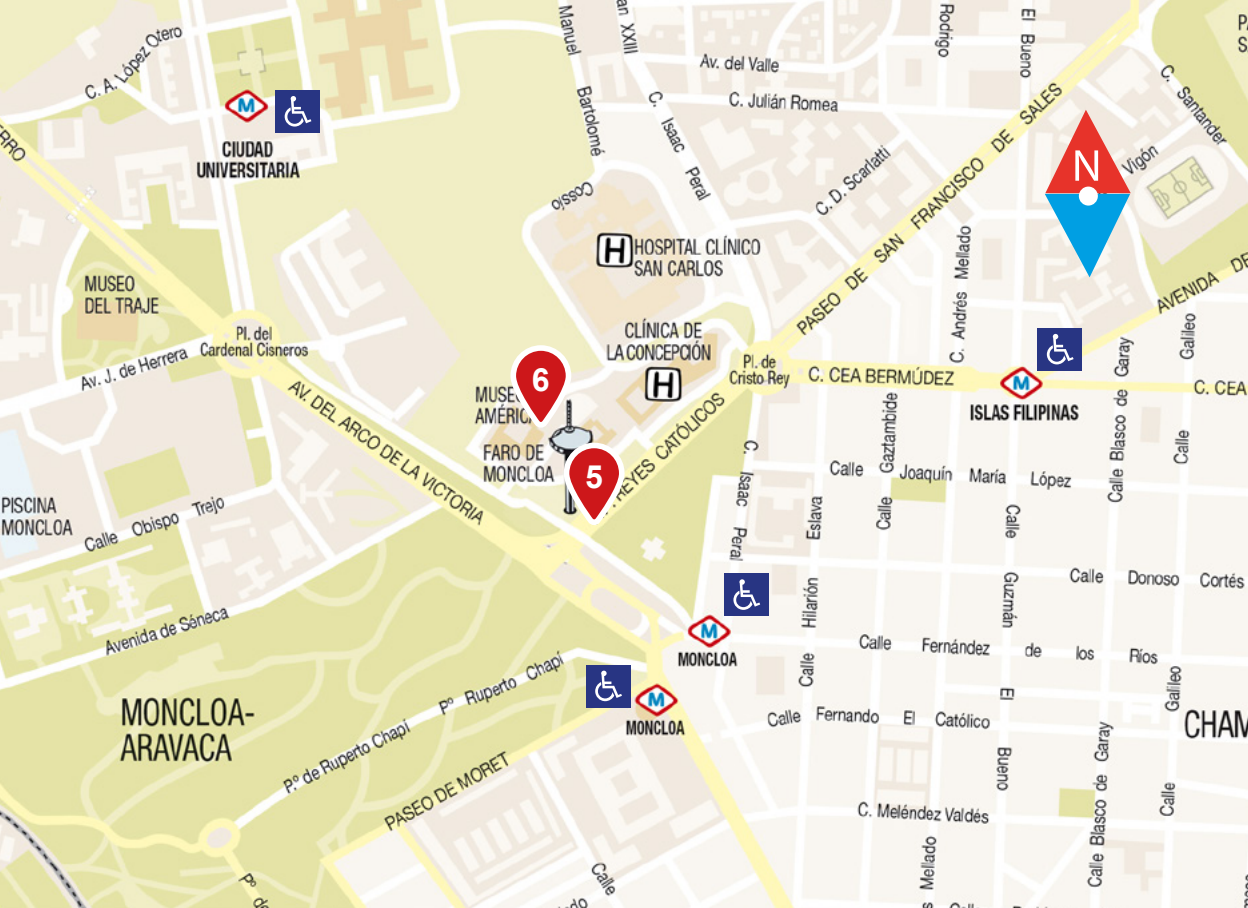 C. A. López Otero
M
CIUDAD
UNIVERSITARIA
Manuel
Bartolomé
Cossio
XXIII
Av. del Valle
C. Julián Romea
C. Isaac Peral
C. D. Scarlatti
Rodrigo
El Bueno
PASEO DE SAN FRANCISCO DE SALES
C. Santander
Vigón
N
MUSEO
DEL TRAJE
Pl. del
Cardenal Cisneros
Av. J. de Herrera
H
HOSPITAL CLÍNICO
SAN CARLOS
CLÍNICA DE
LA CONCEPCIÓN
H
Pl. de
Cristo Rey
C. CEA BERMÚDEZ
C. Andrés Mellado
M
ISLAS FILIPINAS
AVENIDA DE
C. CEA
Calle Galileo
Calle Blasco de Garay
6
FARO DE
MONCLOA
5
REYES CATÓLICOS
AV. DEL ARCO DE LA VICTORIA
PISCINA
MONCLOA
Calle Obispo Trejo
Avenida de Séneca
C. Isaac Peral
Calle Hilarión Eslava
Calle Gaztambide
Calle Joaquín María López
Calle Guzmán El Bueno
Calle Donoso Cortés
M
MONCLOA
Calle Fernández de los Ríos
M
MONCLOA
Calle Fernando El Católico
Calle Galileo
MONCLOA-
ARAVACA
Pº Ruperto Chapí
P.º de Ruperto Chapí
PASEO DE MORET
C. Meléndez Valdés
Calle Blasco de Garay
Mellado
Calle
Pº de